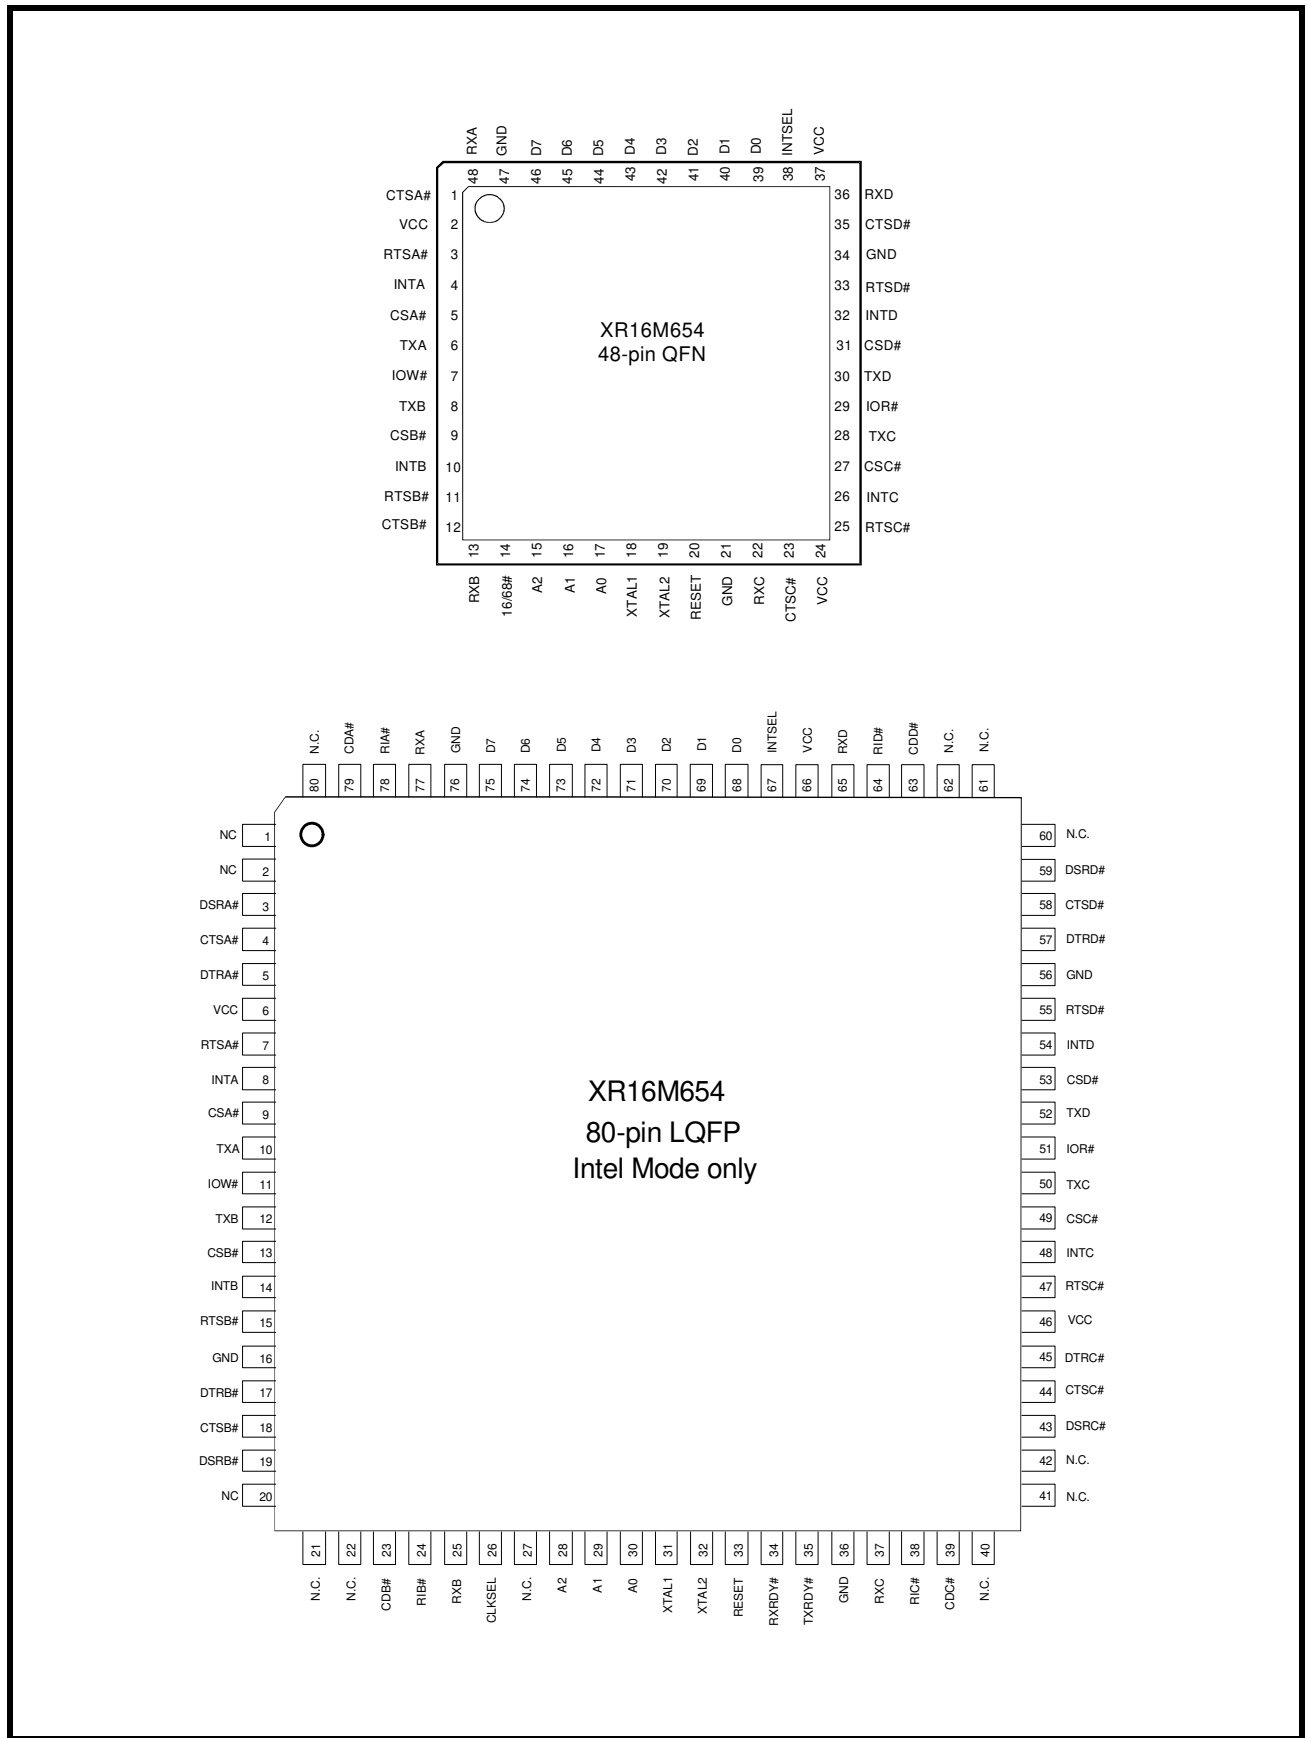 RXA GND D7 D6 D5 D4 D3 D2 D1 D0 INTSEL VCC
48 47 46 45 44 43 42 41 40 39 38 37
CTSA# 1 36 RXD
VCC 2 35 CTSD#
RTSA# 3 34 GND
INTA 4 33 RTSD#
CSA# 5 32 INTD
XR16M654
TXA 6 31 CSD#
48-pin QFN
IOW# 7 30 TXD
TXB 8 29 IOR#
CSB# 9 28 TXC
INTB 10 27 CSC#
RTSB# 11 26 INTC
CTSB# 12 25 RTSC#
13 14 15 16 17 18 19 20 21 22 23 24
RXB 16/68# A2 A1 A0 XTAL1 XTAL2 RESET GND RXC CTSC# VCC
N.C. CDA# RIA# RXA GND D7 D6 D5 D4 D3 D2 D1 D0 INTSEL VCC RXD RID# CDD# N.C. N.C.
80 79 78 77 76 75 74 73 72 71 70 69 68 67 66 65 64 63 62 61
NC 1 60 N.C.
NC 2 59 DSRD#
DSRA# 3 58 CTSD#
CTSA# 4 57 DTRD#
DTRA# 5 56 GND
VCC 6 55 RTSD#
RTSA# 7 54 INTD
INTA 8 53 CSD#
XR16M654
CSA# 9 52 TXD
80-pin LQFP
TXA 10 51 IOR#
Intel Mode only
IOW# 11 50 TXC
TXB 12 49 CSC#
CSB# 13 48 INTC
INTB 14 47 RTSC#
RTSB# 15 46 VCC
GND 16 45 DTRC#
DTRB# 17 44 CTSC#
CTSB# 18 43 DSRC#
DSRB# 19 42 N.C.
NC 20 41 N.C.
21 22 23 24 25 26 27 28 29 30 31 32 33 34 35 36 37 38 39 40
N.C. N.C. CDB# RIB# RXB CLKSEL N.C. A2 A1 A0 XTAL1 XTAL2 RESET RXRDY# TXRDY# GND RXC RIC# CDC# N.C.